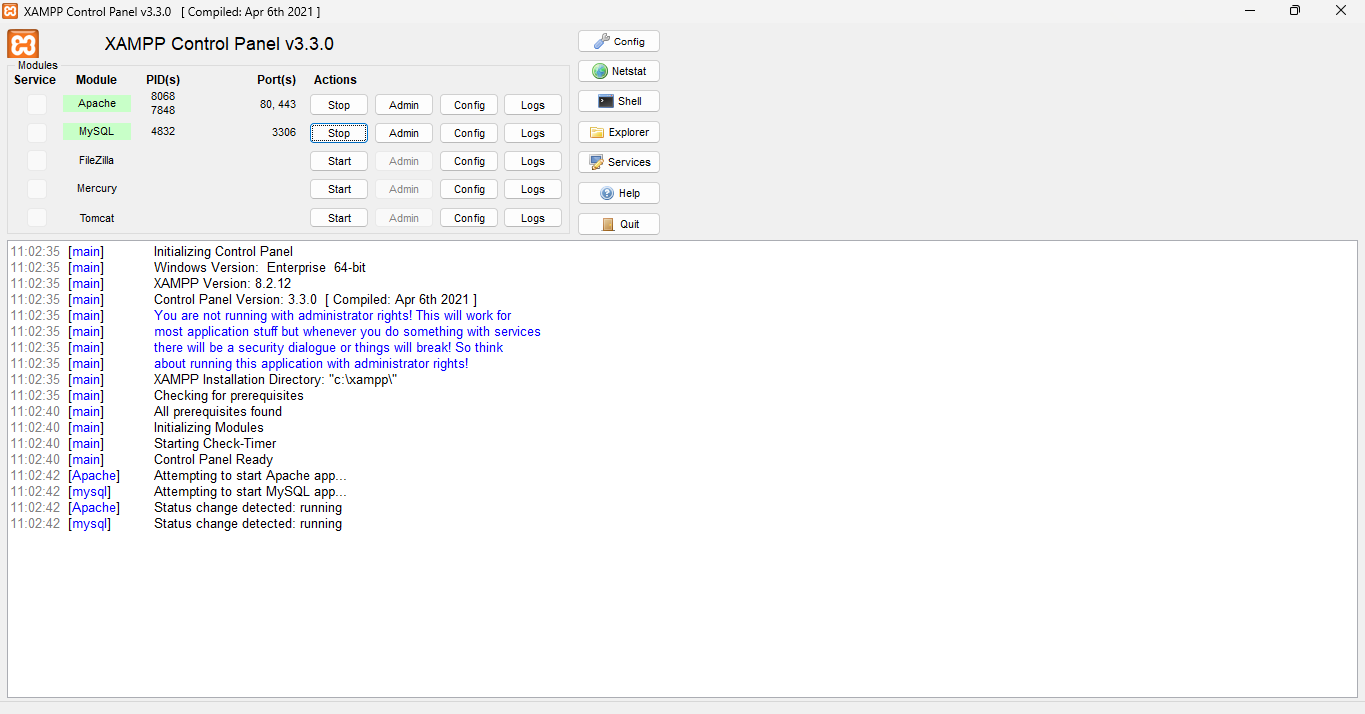 XAMPP Control Panel v3.3.0 [ Compiled: Apr 6th 2021 ]
XAMPP Control Panel v3.3.0
Config
Modules
Service Module PID(s) Port(s) Actions
Netstat
Apache 8068 7848 80, 443 Stop Admin Config Logs
Shell
MySQL 4832 3306 Stop Admin Config Logs
Explorer
FileZilla Start Admin Config Logs
Services
Mercury Start Admin Config Logs
Help
Tomcat Start Admin Config Logs
Quit
11:02:35 [main] Initializing Control Panel
11:02:35 [main] Windows Version: Enterprise 64-bit
11:02:35 [main] XAMPP Version: 8.2.12
11:02:35 [main] Control Panel Version: 3.3.0 [ Compiled: Apr 6th 2021 ]
11:02:35 [main] You are not running with administrator rights! This will work for
11:02:35 [main] most application stuff but whenever you do something with services
11:02:35 [main] there will be a security dialogue or things will break! So think
11:02:35 [main] about running this application with administrator rights!
11:02:35 [main] XAMPP Installation Directory: "c:\xampp\"
11:02:35 [main] Checking for prerequisites
11:02:40 [main] All prerequisites found
11:02:40 [main] Initializing Modules
11:02:40 [main] Starting Check-Timer
11:02:40 [main] Control Panel Ready
11:02:42 [Apache] Attempting to start Apache app...
11:02:42 [mysql] Attempting to start MySQL app...
11:02:42 [Apache] Status change detected: running
11:02:42 [mysql] Status change detected: running